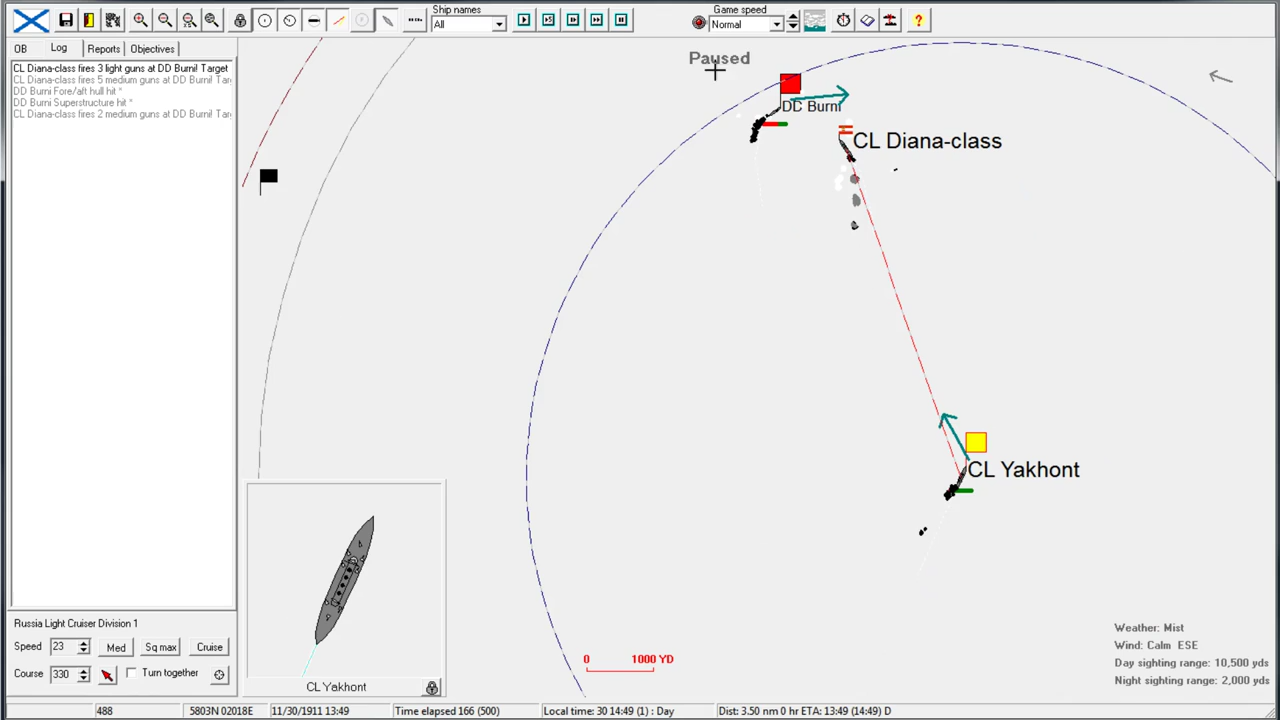 Ship names
Game speed
All
Normal
OB
Log
Reports
Objectives
Paused
CL Diana-class fires 3 light guns at DD Burni! Target
CL Diana-class fires 5 medium guns at DD Burni! Tar
DD Burni Fore/aft hull hit *
DD Burni Superstructure hit *
CL Diana-class fires 2 medium guns at DD Burni! Tar
DD Burni
CL Diana-class
CL Yakhont
Russia Light Cruiser Division 1
Speed 23 Med Sq max Cruise
Course 330 Turn together
CL Yakhont
0 1000 YD
Weather: Mist
Wind: Calm ESE
Day sighting range: 10,500 yds
Night sighting range: 2,000 yds
488 5803N 02018E 11/30/1911 13:49 Time elapsed 166 (500) Local time: 30 14:49 (1) : Day Dist: 3.50 nm 0 hr ETA: 13:49 (14:49) D